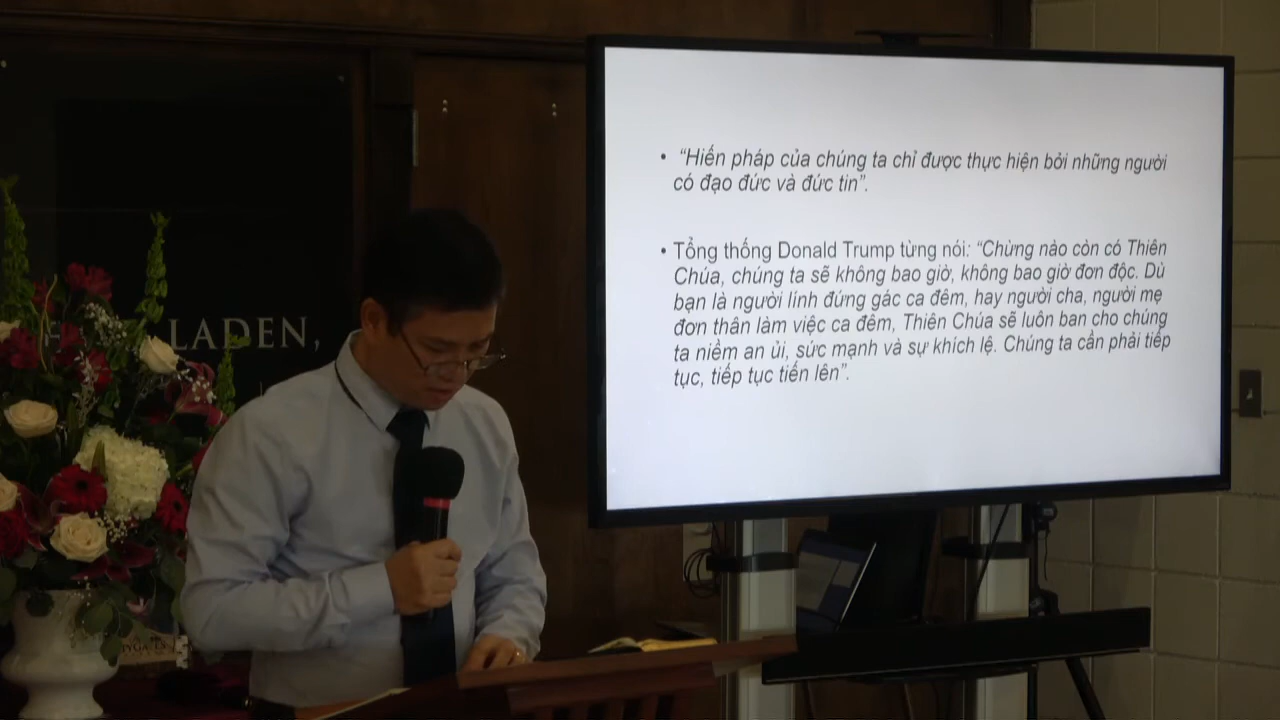 LADEN,
• “Hiến pháp của chúng ta chỉ được thực hiện bởi những người
có đạo đức và đức tin”.
• Tổng thống Donald Trump từng nói: “Chừng nào còn có Thiên
Chúa, chúng ta sẽ không bao giờ, không bao giờ đơn độc. Dù
bạn là người lính đứng gác ca đêm, hay người cha, người mẹ
đơn thân làm việc ca đêm, Thiên Chúa sẽ luôn ban cho chúng
ta niềm an ủi, sức mạnh và sự khích lệ. Chúng ta cần phải tiếp
tục, tiếp tục tiến lên”.